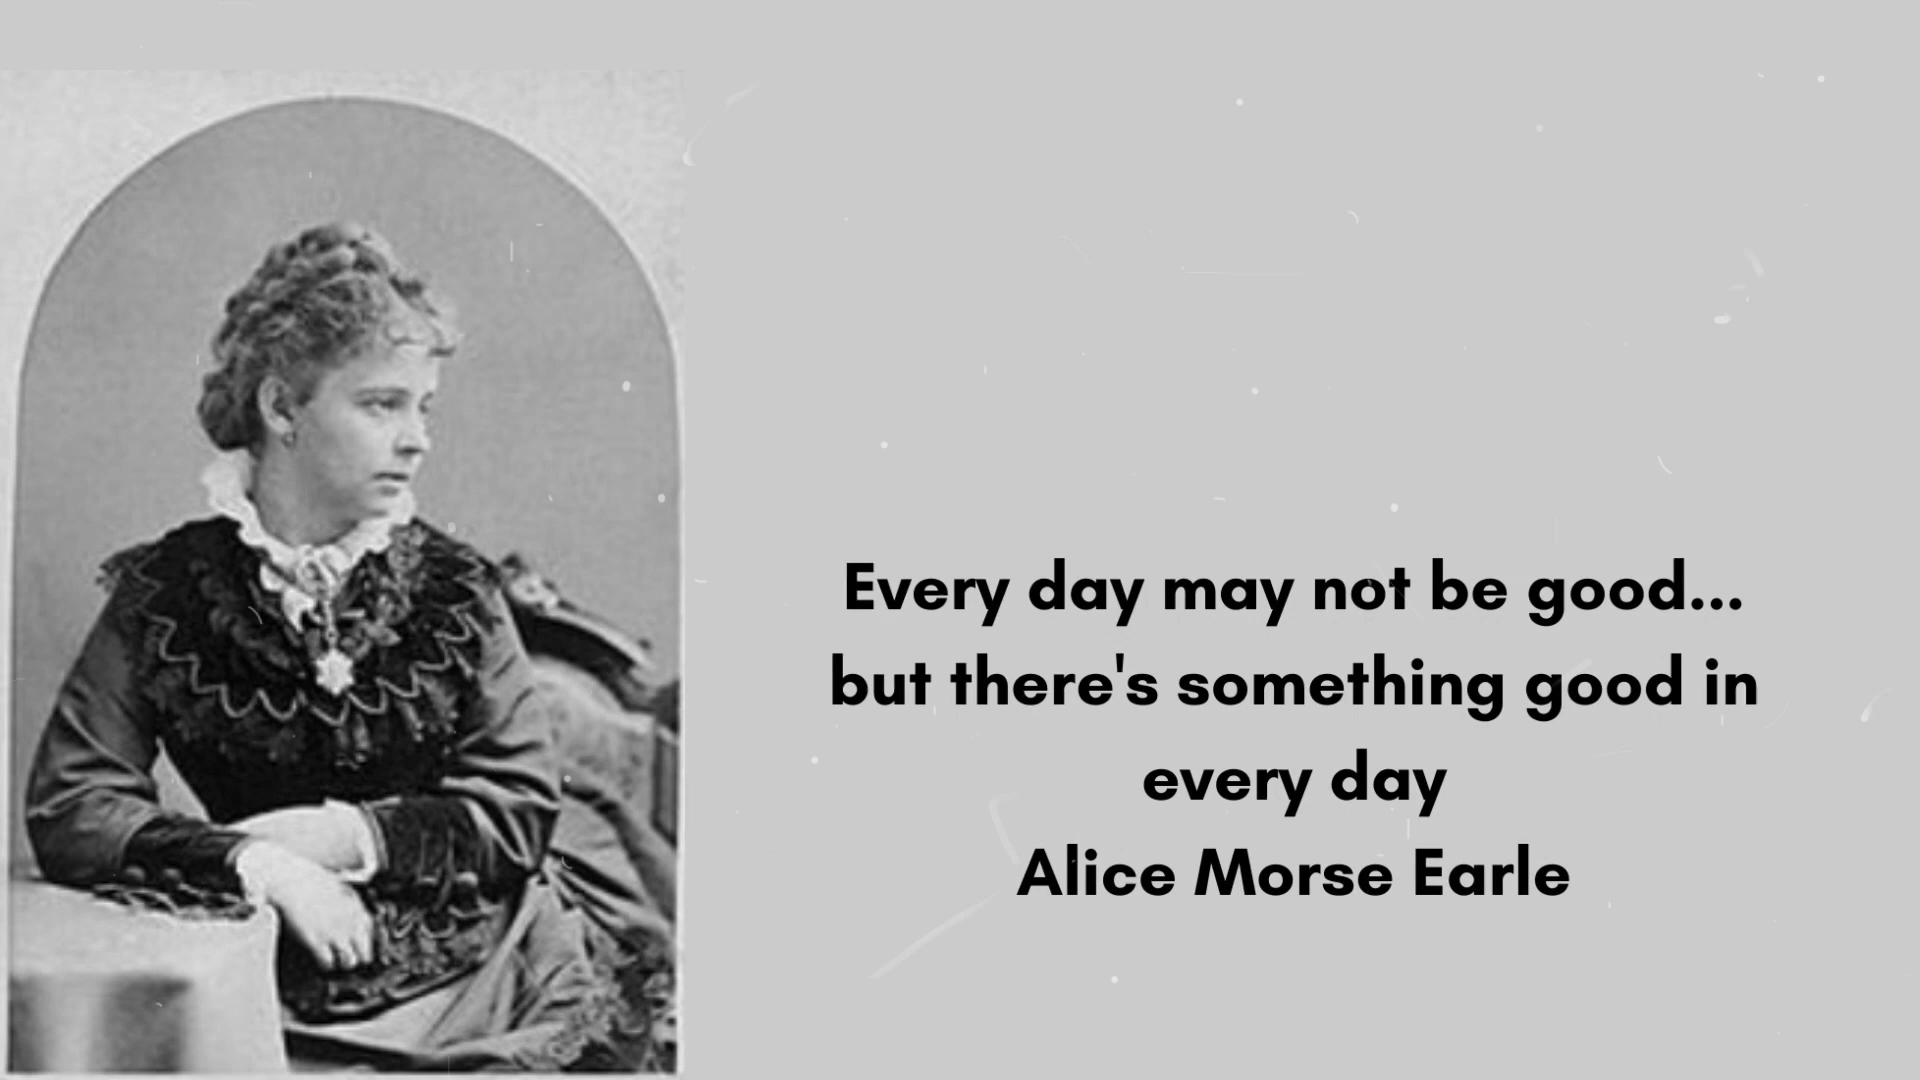 Every day may not be good...
but there's something good in
every day
Alice Morse Earle